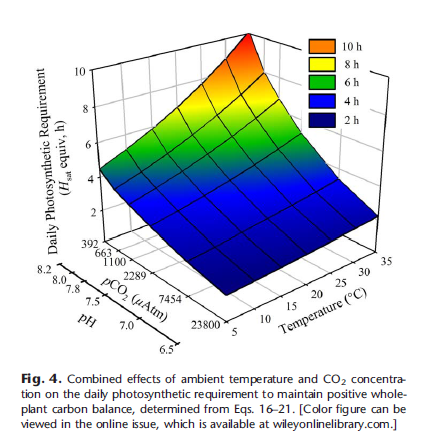 10 h
8 h
6 h
4 h
2 h
Daily Photosynthetic Requirement
(Hsat equiv, h)
10
8
6
4
2
392
663
1100
2289
7454
23800
pCO2 (μAtm)
8.2
8.0
7.8
7.5
7.0
6.5
pH
5
10
15
20
25
30
35
Temperature (°C)
Fig. 4. Combined effects of ambient temperature and CO2 concentra-
tion on the daily photosynthetic requirement to maintain positive whole-
plant carbon balance, determined from Eqs. 16–21. [Color figure can be
viewed in the online issue, which is available at wileyonlinelibrary.com.]